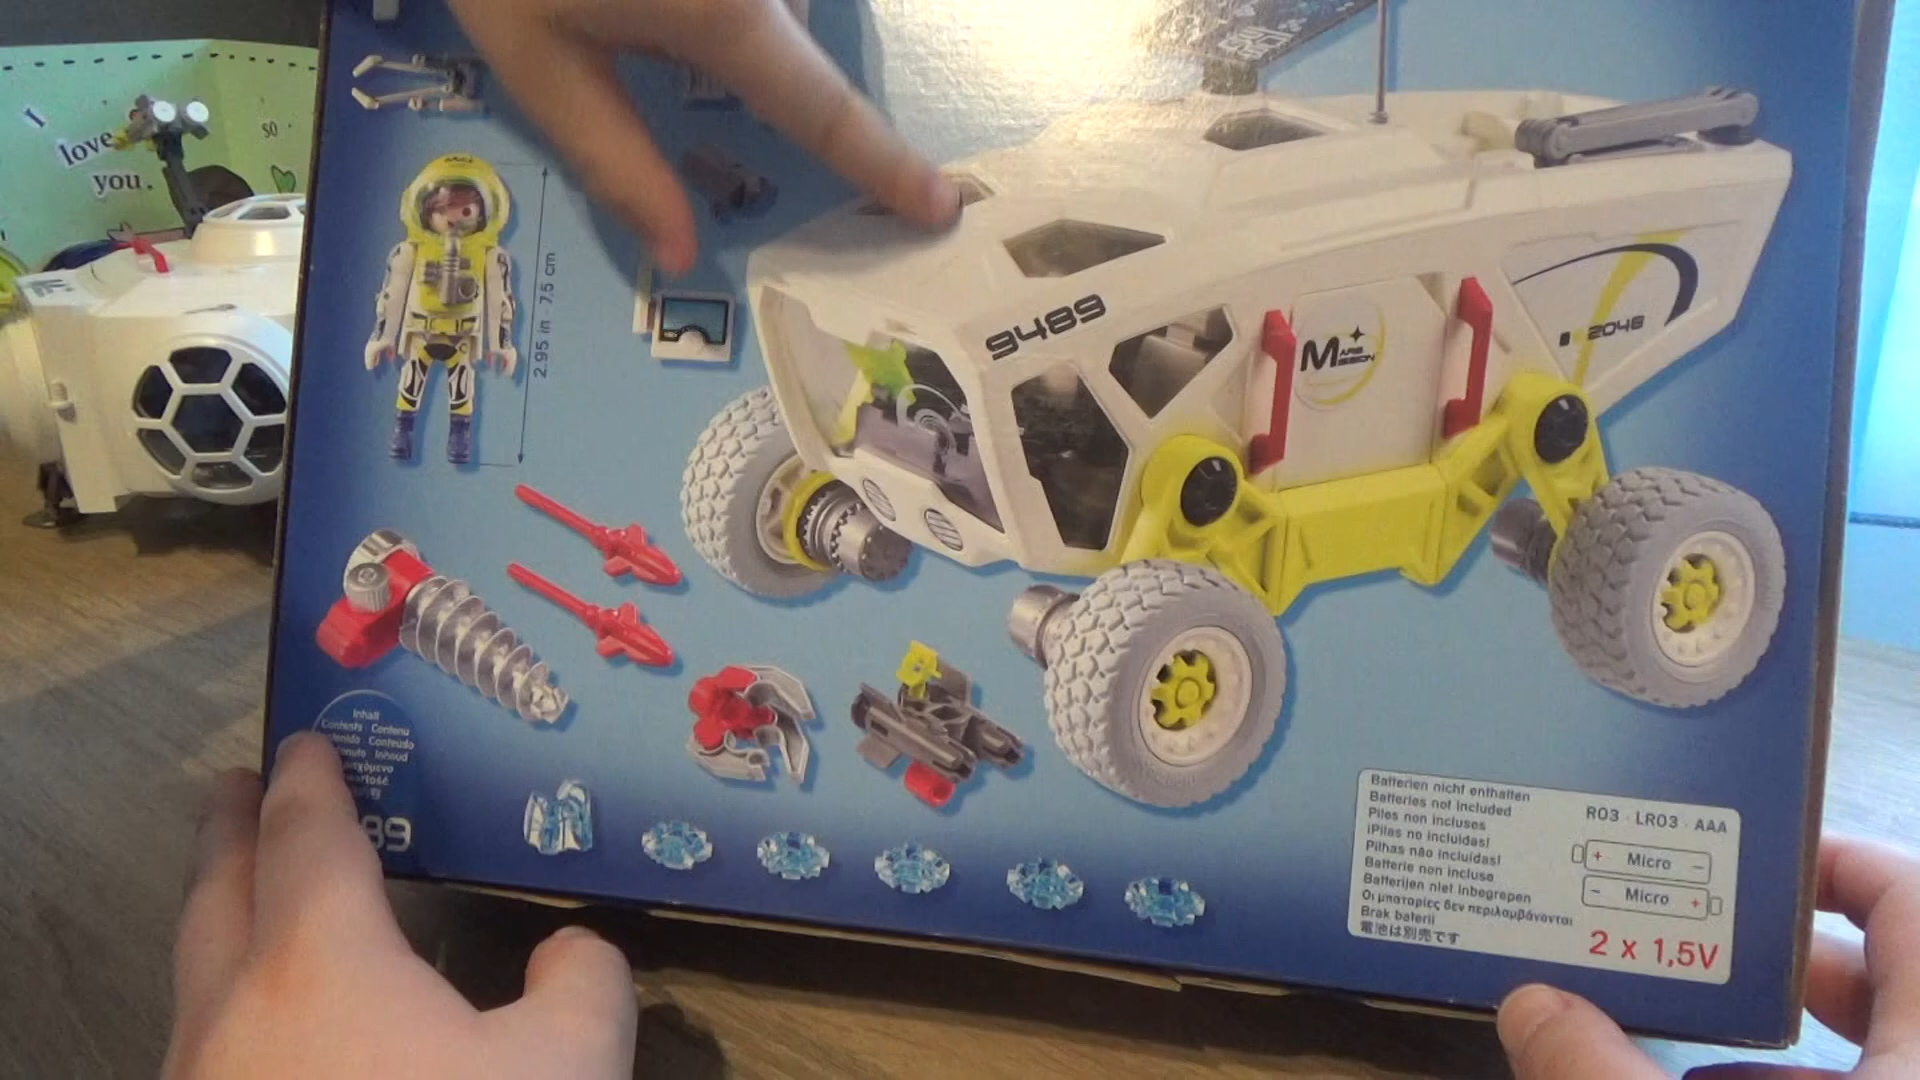 I
love
you.
so
2.95 in · 7,5 cm
9489
MARS
MISSION
2048
Inhalt
Contents · Contenu
Conteúdo
Inhoud
89
Batterien nicht enthalten
Batteries not included
Piles non incluses
¡Pilas no incluidas!
Pilhas não incluídas!
Batterie non incluse
Batterijen niet inbegrepen
Οι μπαταρίες δεν περιλαμβάνονται
Brak baterii
電池は別売です
R03 · LR03 · AAA
+ Micro −
− Micro +
2 x 1,5V